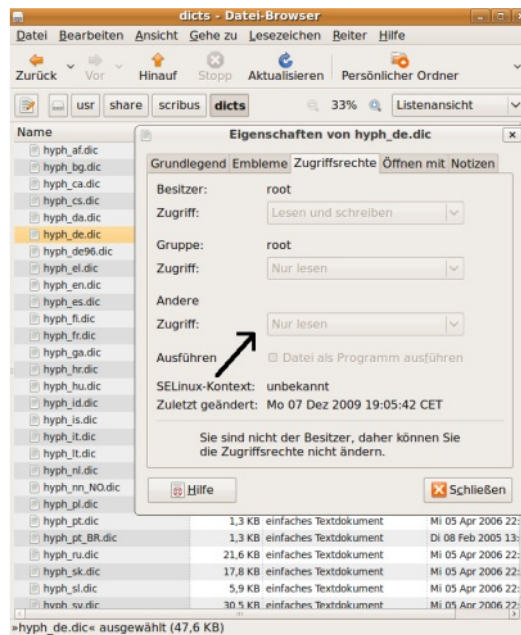 dicts - Datei-Browser
Datei Bearbeiten Ansicht Gehe zu Lesezeichen Reiter Hilfe
Zurück Vor Hinauf Stopp Aktualisieren Persönlicher Ordner
usr share scribus dicts 33% Listenansicht
Name
hyph_af.dic
hyph_bg.dic
hyph_ca.dic
hyph_cs.dic
hyph_da.dic
hyph_de.dic
hyph_de96.dic
hyph_el.dic
hyph_en.dic
hyph_es.dic
hyph_fi.dic
hyph_fr.dic
hyph_ga.dic
hyph_hr.dic
hyph_hu.dic
hyph_id.dic
hyph_is.dic
hyph_it.dic
hyph_lt.dic
hyph_nl.dic
hyph_nn_NO.dic
hyph_pl.dic
Eigenschaften von hyph_de.dic
Grundlegend Embleme Zugriffsrechte Öffnen mit Notizen
Besitzer: root
Zugriff: Lesen und schreiben
Gruppe: root
Zugriff: Nur lesen
Andere
Zugriff: Nur lesen
Ausführen Datei als Programm ausführen
SELinux-Kontext: unbekannt
Zuletzt geändert: Mo 07 Dez 2009 19:05:42 CET
Sie sind nicht der Besitzer, daher können Sie
die Zugriffsrechte nicht ändern.
Hilfe Schließen
hyph_pt.dic 1,3 KB einfaches Textdokument Mi 05 Apr 2006 22:
hyph_pt_BR.dic 1,3 KB einfaches Textdokument Di 08 Feb 2005 13:
hyph_ru.dic 21,6 KB einfaches Textdokument Mi 05 Apr 2006 22:
hyph_sk.dic 17,8 KB einfaches Textdokument Mi 05 Apr 2006 22:
hyph_sl.dic 5,9 KB einfaches Textdokument Mi 05 Apr 2006 22:
hyph_sv.dic 30,5 KB einfaches Textdokument Mi 05 Apr 2006 22:
»hyph_de.dic« ausgewählt (47,6 KB)